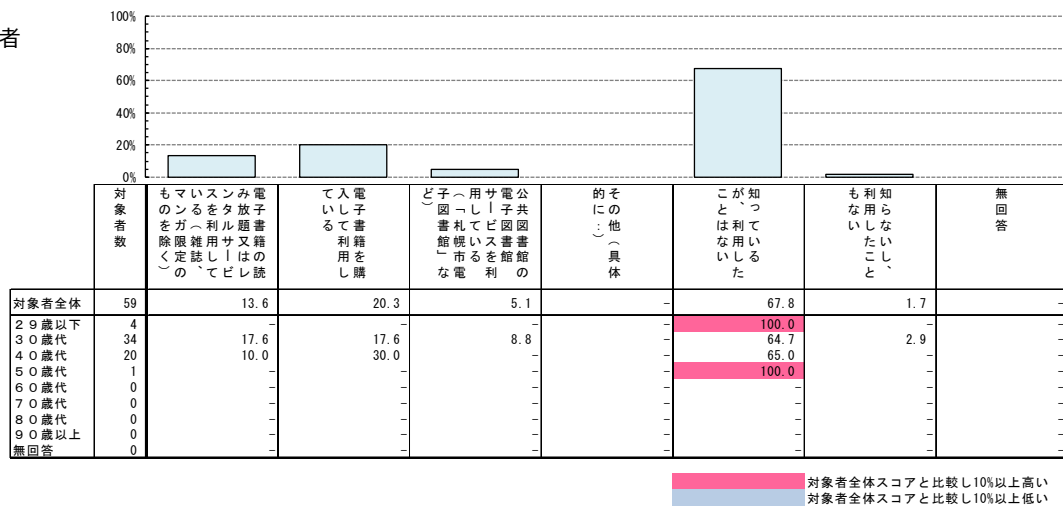 者
100%
80%
60%
40%
20%
0%
対象者数
電子書籍の読
み放題又はレ
ンタルサービ
スを利用して
いる（雑誌、
マンガ限定の
ものを除く）
電子書籍を購
入して利用し
ている
公共図書館の
電子図書館
サービスを利
用している
（「札幌市電
子図書館」な
ど）
その他（具体
的に：）
知っている
が、利用した
ことはない
知らないし、
利用したこと
もない
無回答
対象者全体 59 13.6 20.3 5.1 － 67.8 1.7 －
２９歳以下 4 － － － － 100.0 － －
３０歳代 34 17.6 17.6 8.8 － 64.7 2.9 －
４０歳代 20 10.0 30.0 － － 65.0 － －
５０歳代 1 － － － － 100.0 － －
６０歳代 0 － － － － － － －
７０歳代 0 － － － － － － －
８０歳代 0 － － － － － － －
９０歳以上 0 － － － － － － －
無回答 0 － － － － － － －
対象者全体スコアと比較し10%以上高い
対象者全体スコアと比較し10%以上低い